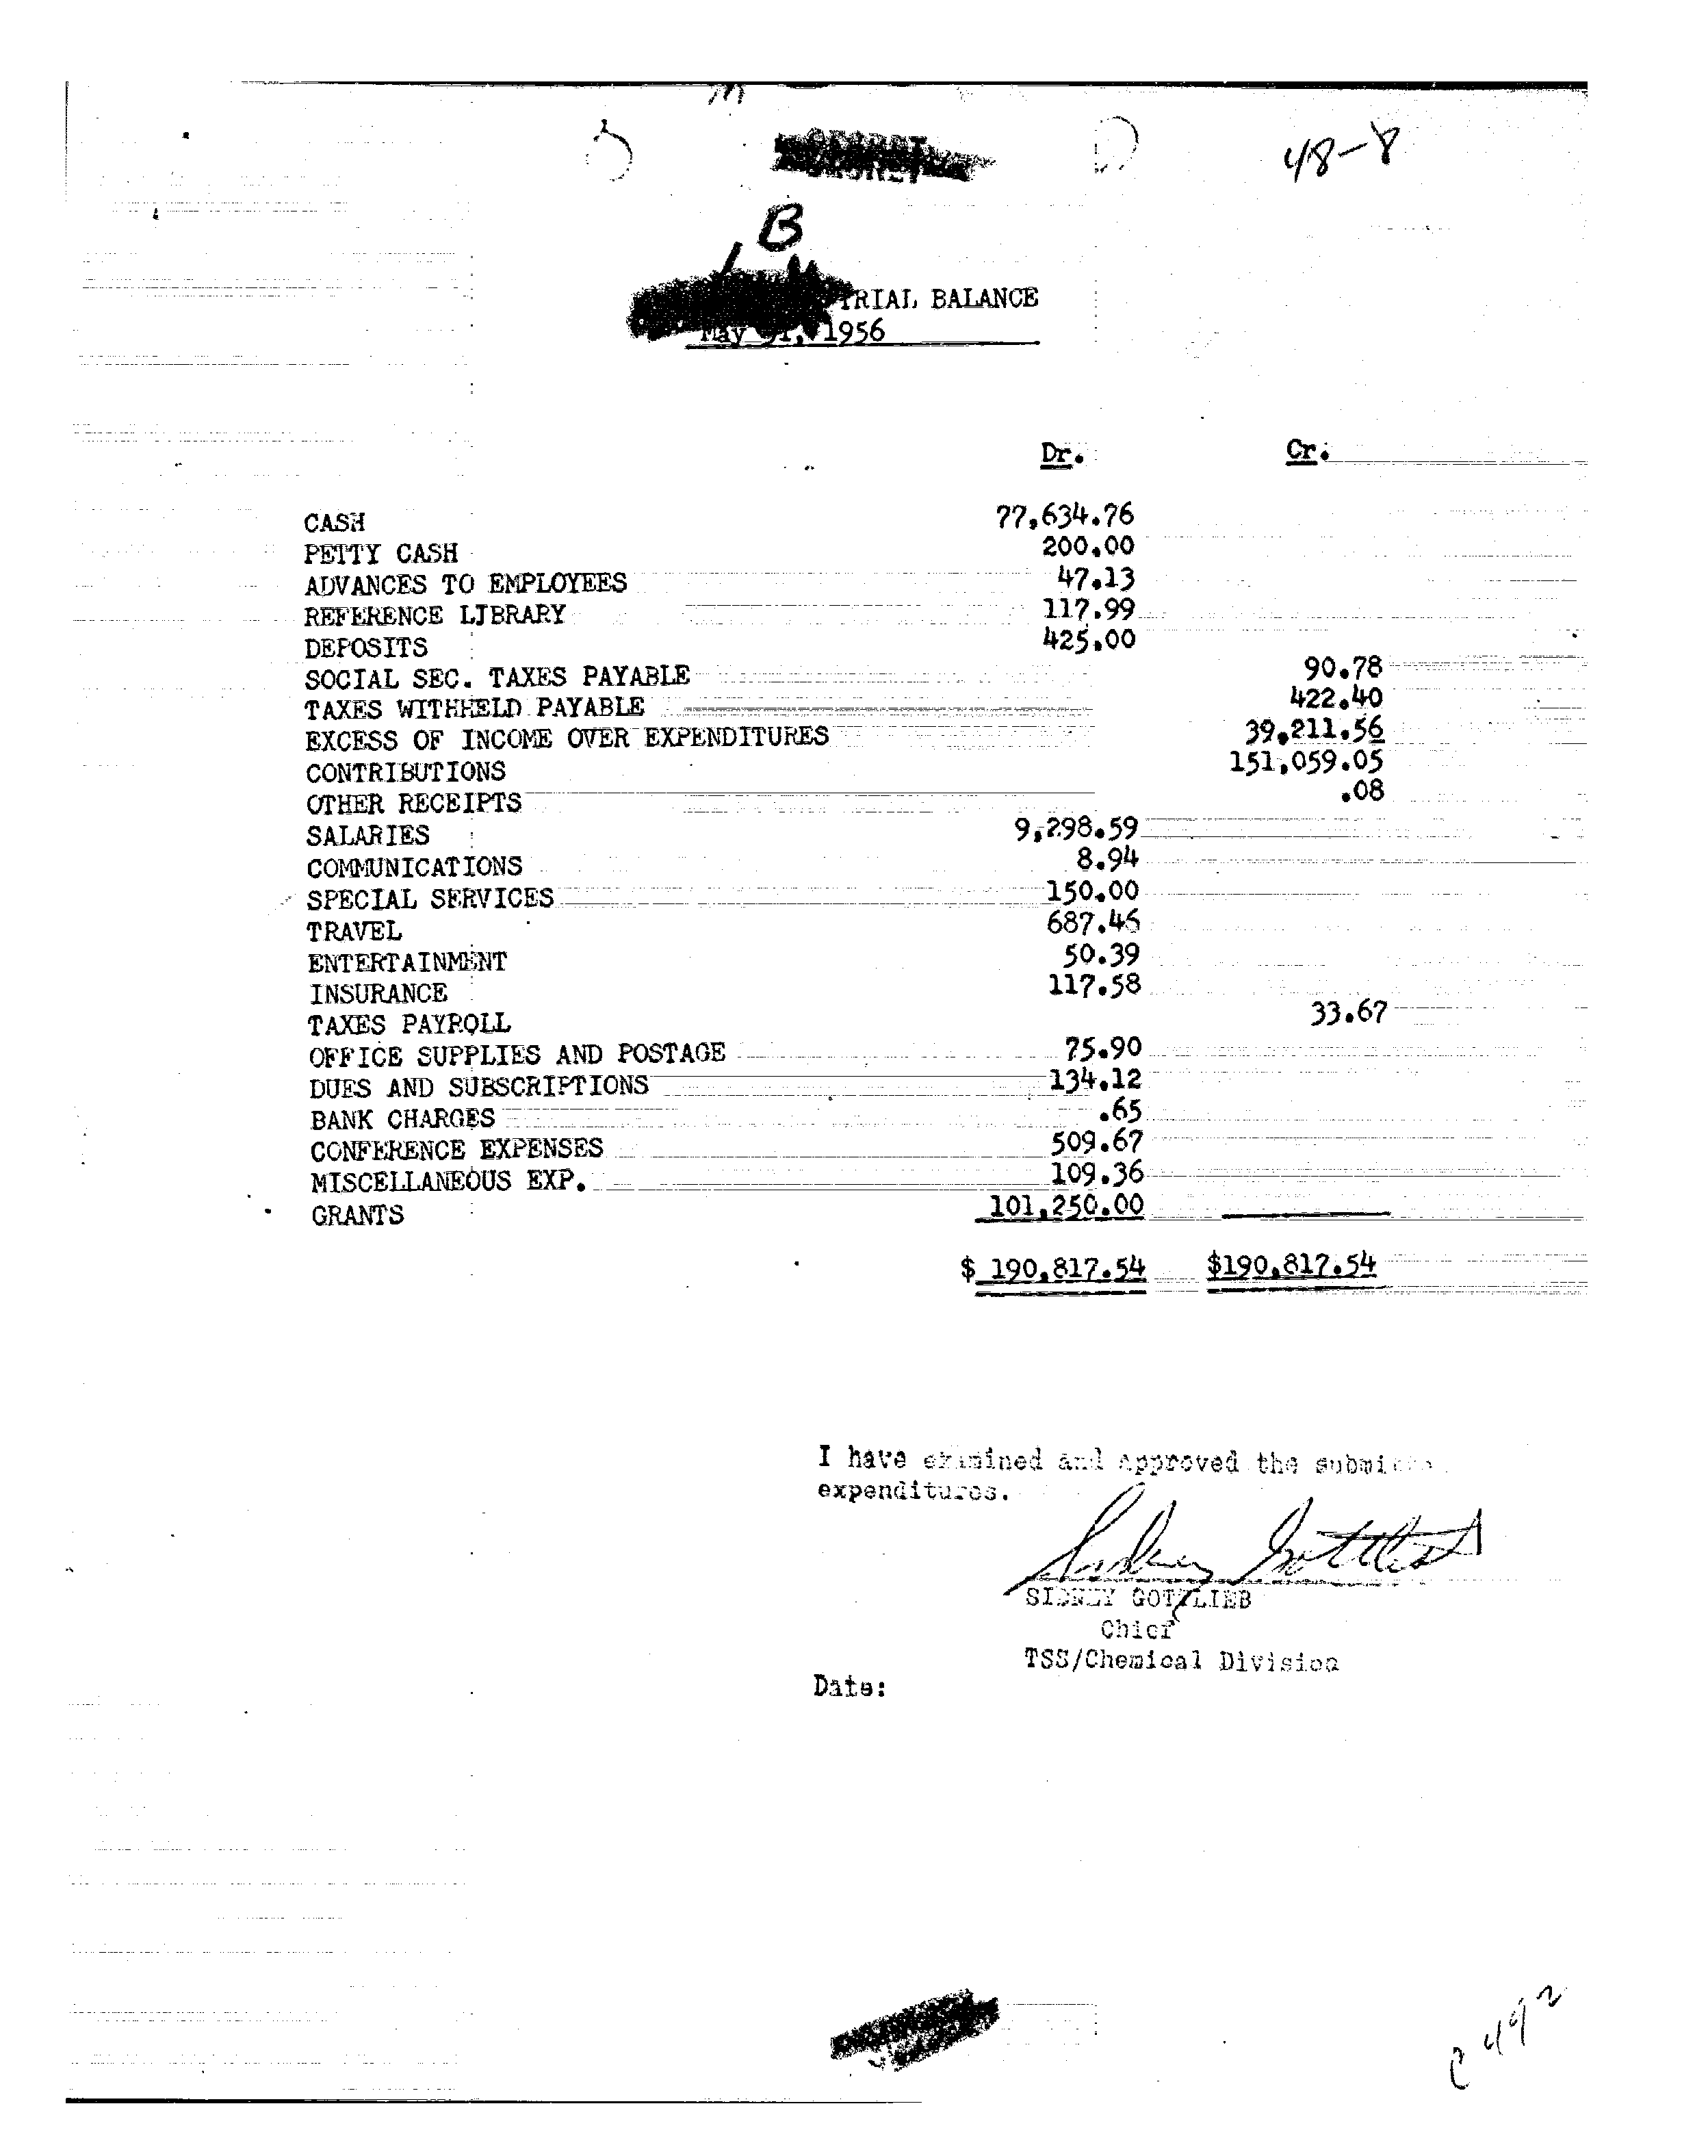 48-8
B
TRIAL BALANCE
May 31, 1956
Dr. Cr.
CASH 77,634.76
PETTY CASH 200.00
ADVANCES TO EMPLOYEES 47.13
REFERENCE LIBRARY 117.99
DEPOSITS 425.00
SOCIAL SEC. TAXES PAYABLE 90.78
TAXES WITHHELD PAYABLE 422.40
EXCESS OF INCOME OVER EXPENDITURES 39,211.56
CONTRIBUTIONS 151,059.05
OTHER RECEIPTS .08
SALARIES 9,298.59
COMMUNICATIONS 8.94
SPECIAL SERVICES 150.00
TRAVEL 687.46
ENTERTAINMENT 50.39
INSURANCE 117.58
TAXES PAYROLL 33.67
OFFICE SUPPLIES AND POSTAGE 75.90
DUES AND SUBSCRIPTIONS 134.12
BANK CHARGES .65
CONFERENCE EXPENSES 509.67
MISCELLANEOUS EXP. 109.36
GRANTS 101,250.00
$ 190,817.54 $190,817.54
I have examined and approved the
expenditures.
Sidney Gottlieb
SIDNEY GOTTLIEB
Chief
TSS/Chemical Division
Date: